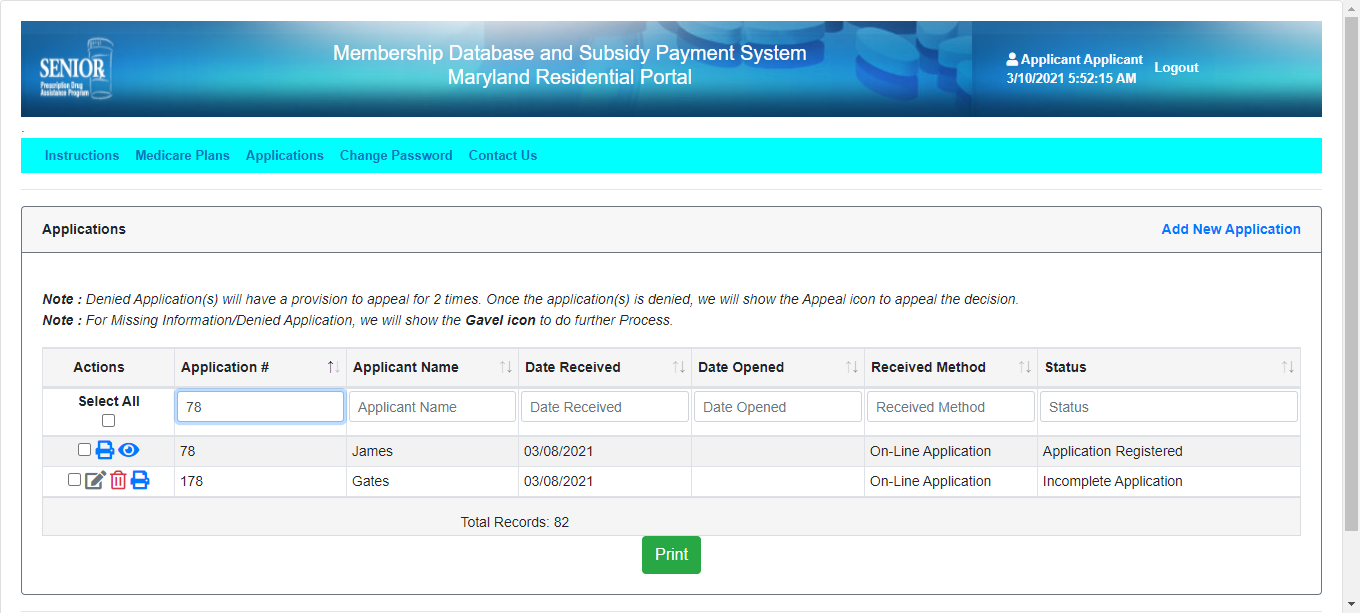 SENIOR
Prescription Drug
Assistance Program
Membership Database and Subsidy Payment System
Maryland Residential Portal
Applicant Applicant
3/10/2021 5:52:15 AM
Logout
.
Instructions Medicare Plans Applications Change Password Contact Us
Applications Add New Application
Note : Denied Application(s) will have a provision to appeal for 2 times. Once the application(s) is denied, we will show the Appeal icon to appeal the decision.
Note : For Missing Information/Denied Application, we will show the Gavel icon to do further Process.
Actions Application # Applicant Name Date Received Date Opened Received Method Status
Select All 78 Applicant Name Date Received Date Opened Received Method Status
78 James 03/08/2021 On-Line Application Application Registered
178 Gates 03/08/2021 On-Line Application Incomplete Application
Total Records: 82
Print